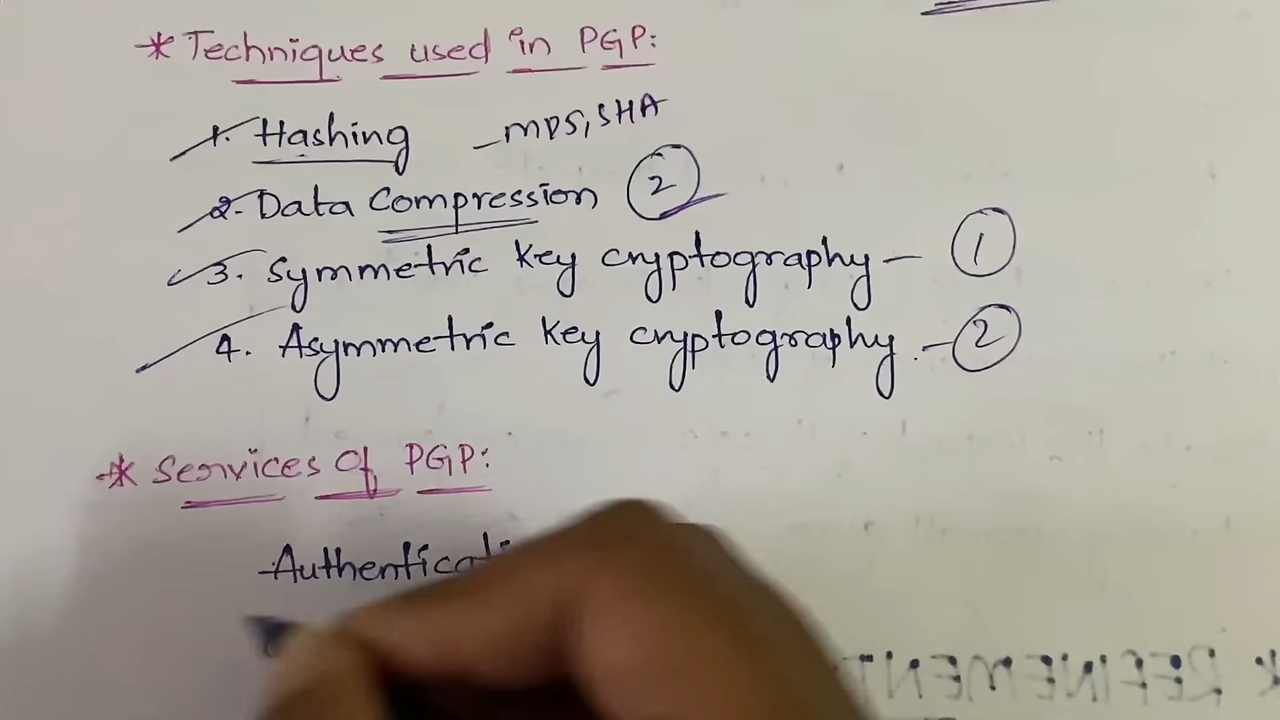 * Techniques used in PGP:
1. Hashing - MD5, SHA
2. Data Compression 2
3. Symmetric key cryptography - 1
4. Asymmetric key cryptography - 2
* Services Of PGP:
REFINEMENT